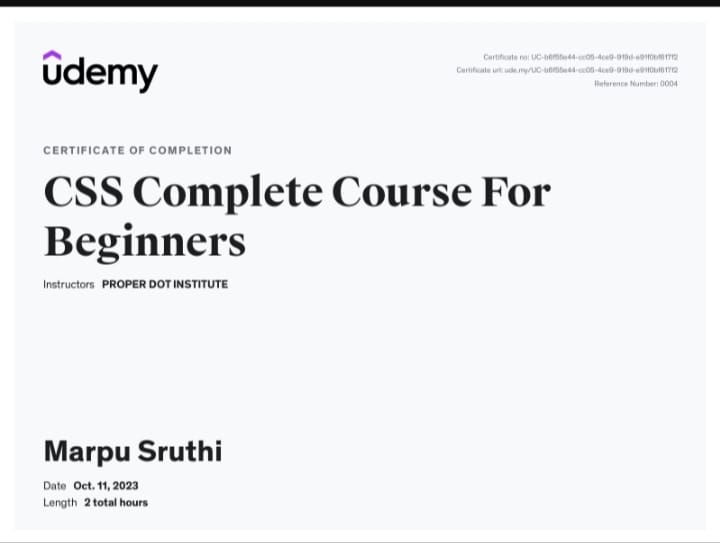 udemy
Certificate no: UC-b6f55e44-cc05-4ce9-919d-e91f0bf617f2
Certificate url: ude.my/UC-b6f55e44-cc05-4ce9-919d-e91f0bf617f2
Reference Number: 0004
CERTIFICATE OF COMPLETION
CSS Complete Course For
Beginners
Instructors PROPER DOT INSTITUTE
Marpu Sruthi
Date Oct. 11, 2023
Length 2 total hours